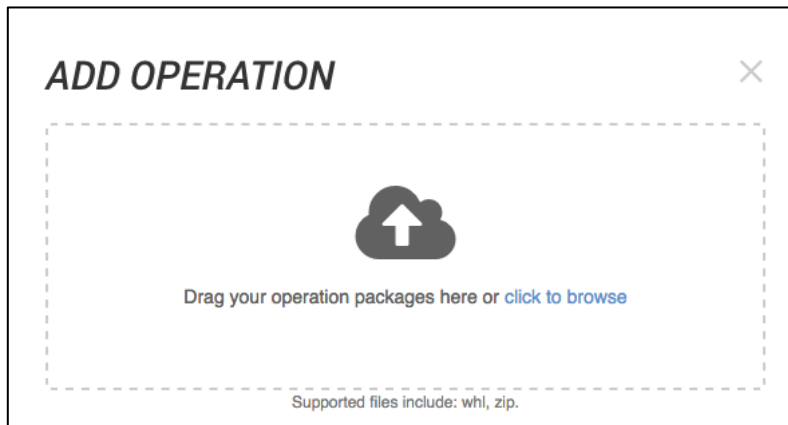 ADD OPERATION
Drag your operation packages here or click to browse
Supported files include: whl, zip.